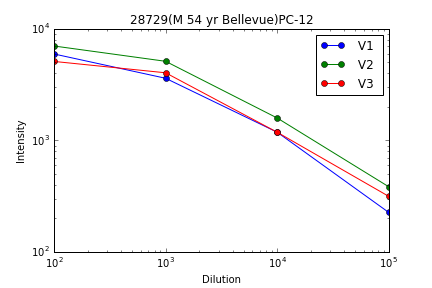 28729(M 54 yr Bellevue)PC-12
10^4
10^3
10^2
Intensity
V1
V2
V3
10^2 10^3 10^4 10^5
Dilution